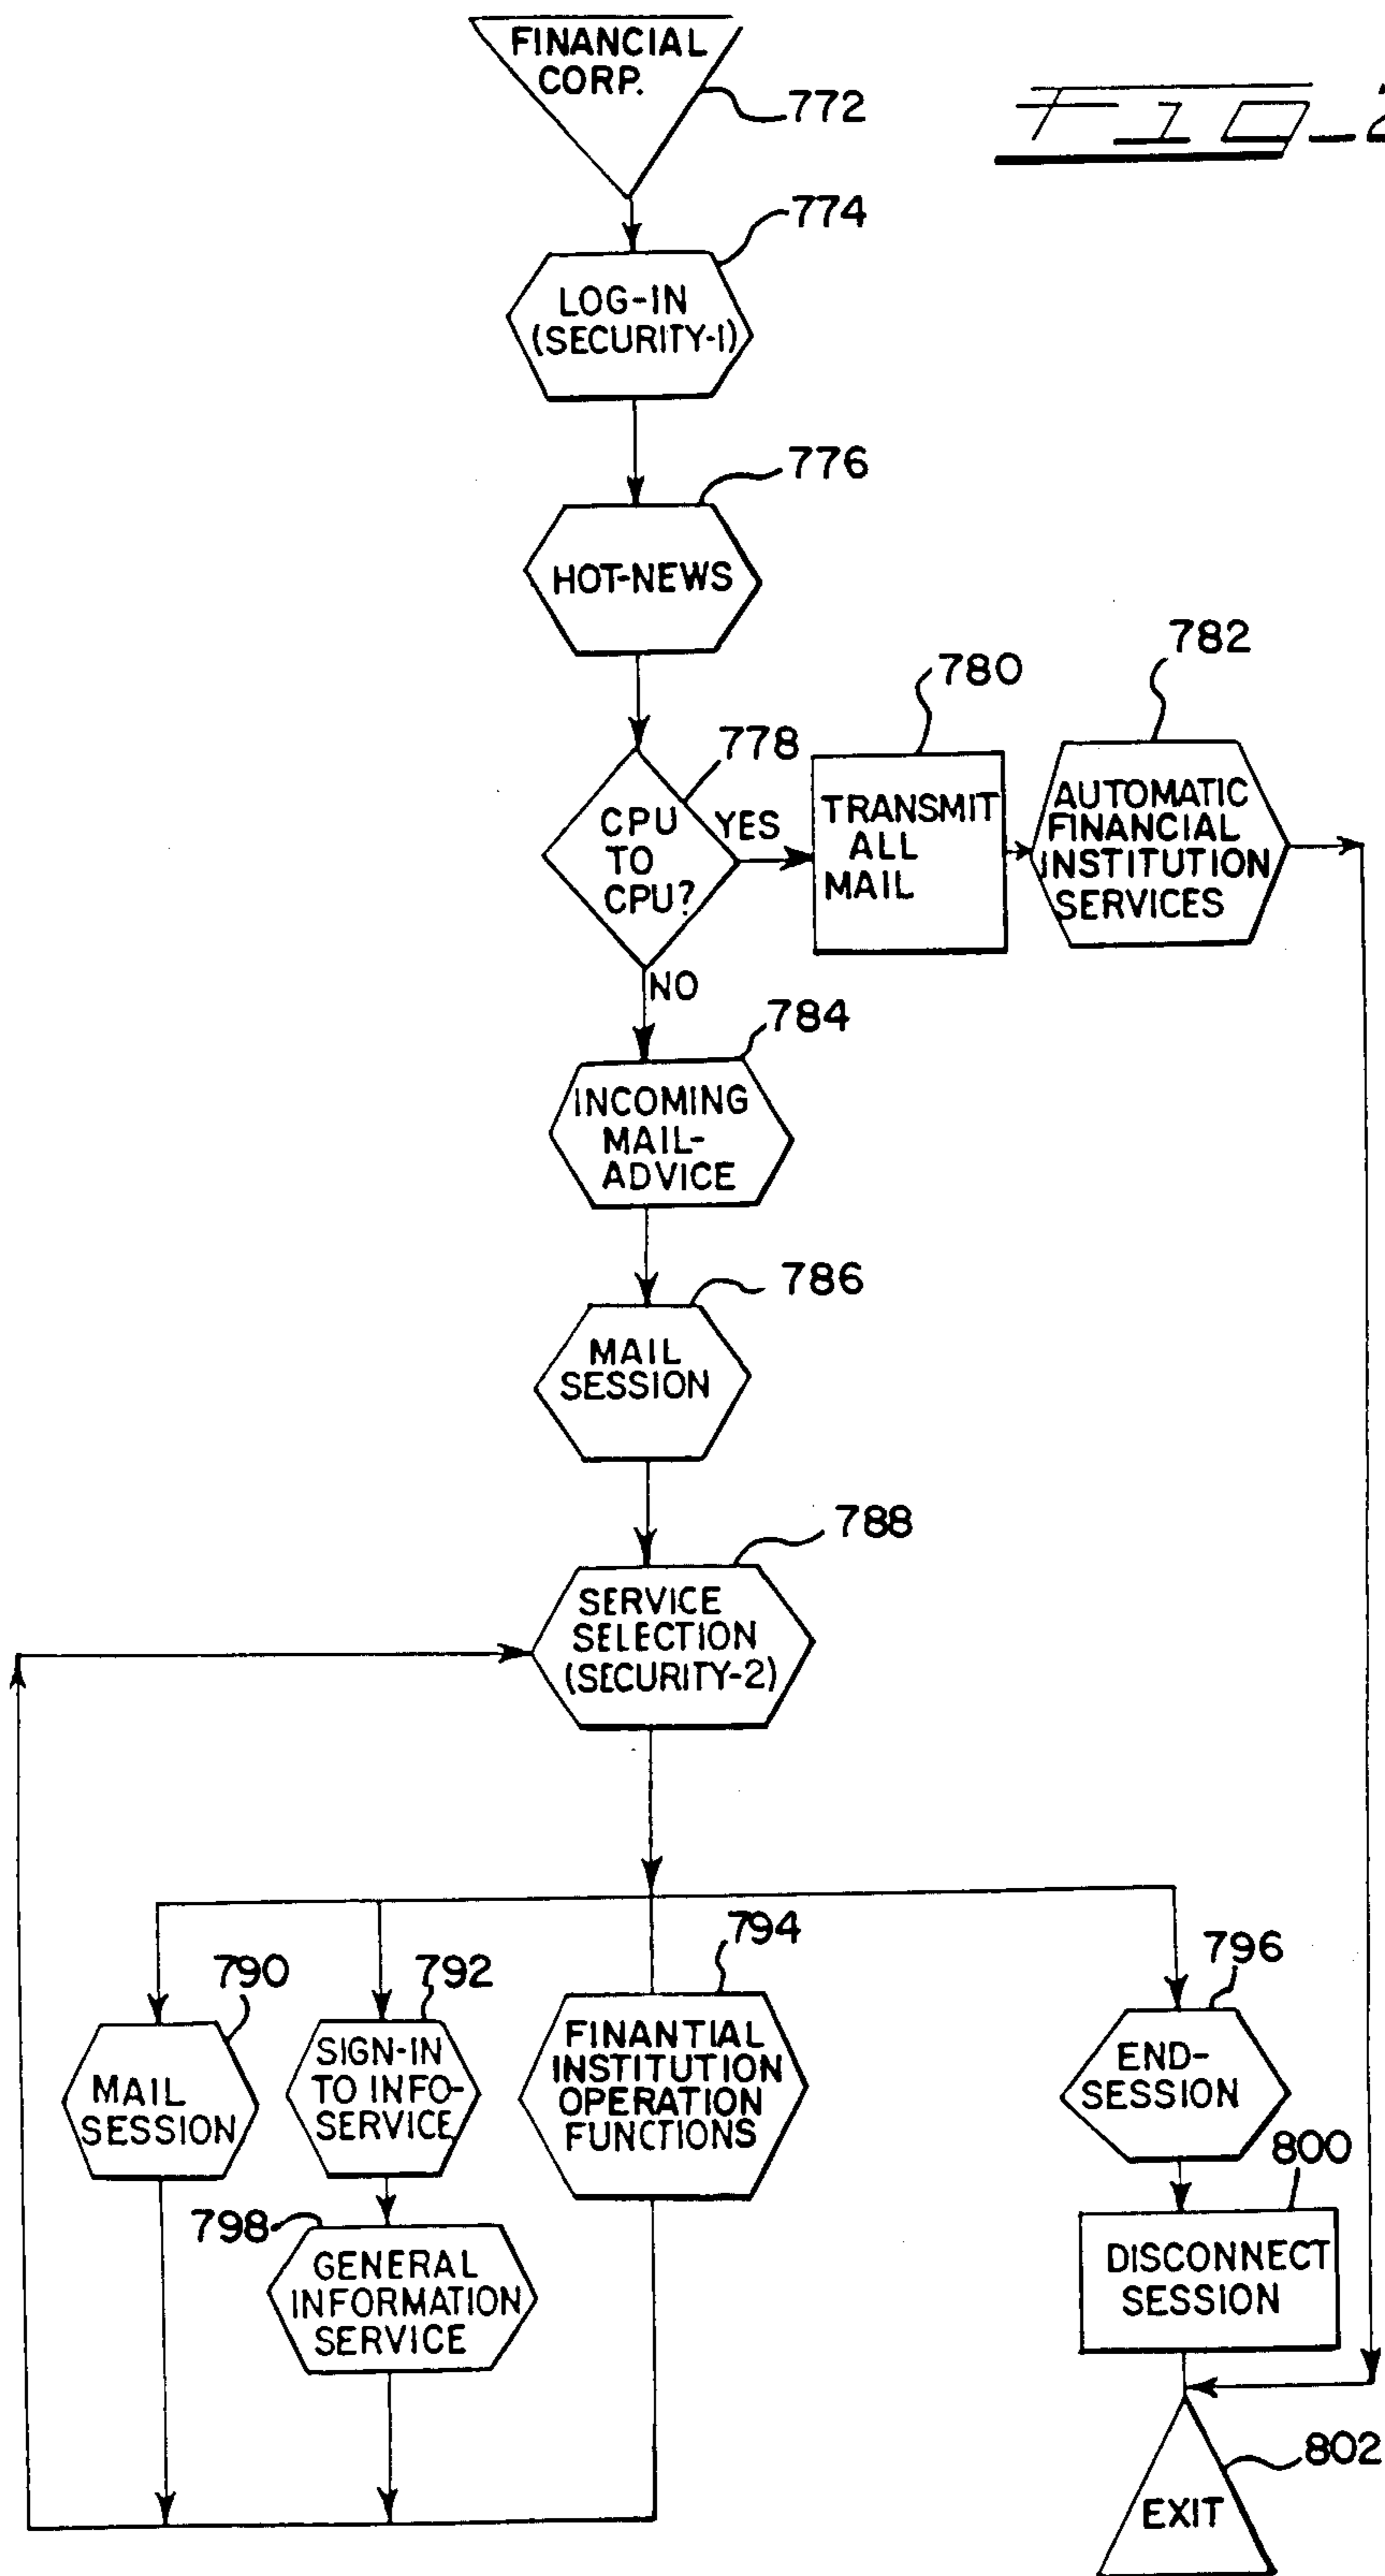 FINANCIAL
CORP.
772
FIG_2
774
LOG-IN
(SECURITY-1)
776
HOT-NEWS
778
CPU
TO
CPU?
YES
NO
780
TRANSMIT
ALL
MAIL
782
AUTOMATIC
FINANCIAL
INSTITUTION
SERVICES
784
INCOMING
MAIL-
ADVICE
786
MAIL
SESSION
788
SERVICE
SELECTION
(SECURITY-2)
790
MAIL
SESSION
792
SIGN-IN
TO INFO-
SERVICE
794
FINANTIAL
INSTITUTION
OPERATION
FUNCTIONS
796
END-
SESSION
798
GENERAL
INFORMATION
SERVICE
800
DISCONNECT
SESSION
802
EXIT